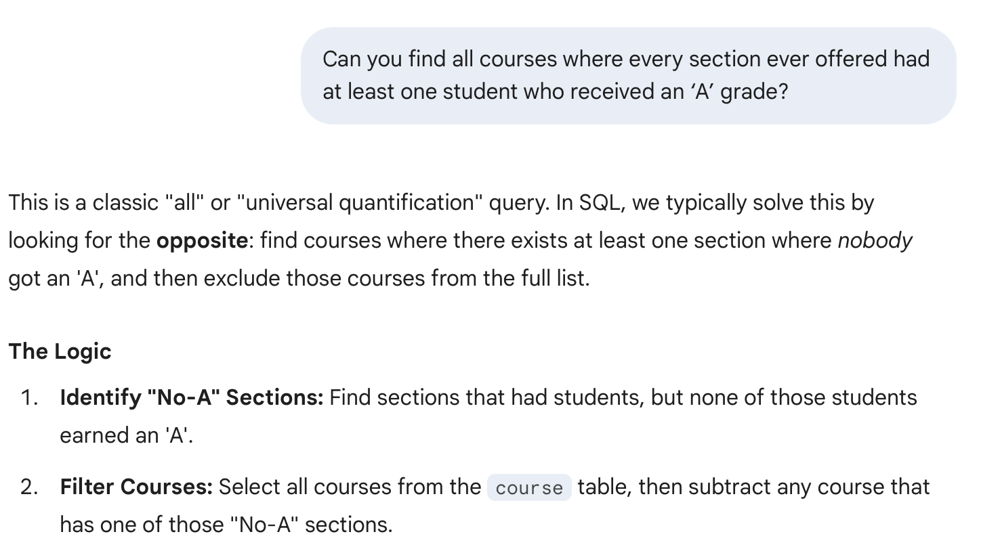 Can you find all courses where every section ever offered had
at least one student who received an ‘A’ grade?
This is a classic "all" or "universal quantification" query. In SQL, we typically solve this by
looking for the opposite: find courses where there exists at least one section where nobody
got an 'A', and then exclude those courses from the full list.
The Logic
1. Identify "No-A" Sections: Find sections that had students, but none of those students
earned an 'A'.
2. Filter Courses: Select all courses from the course table, then subtract any course that
has one of those "No-A" sections.